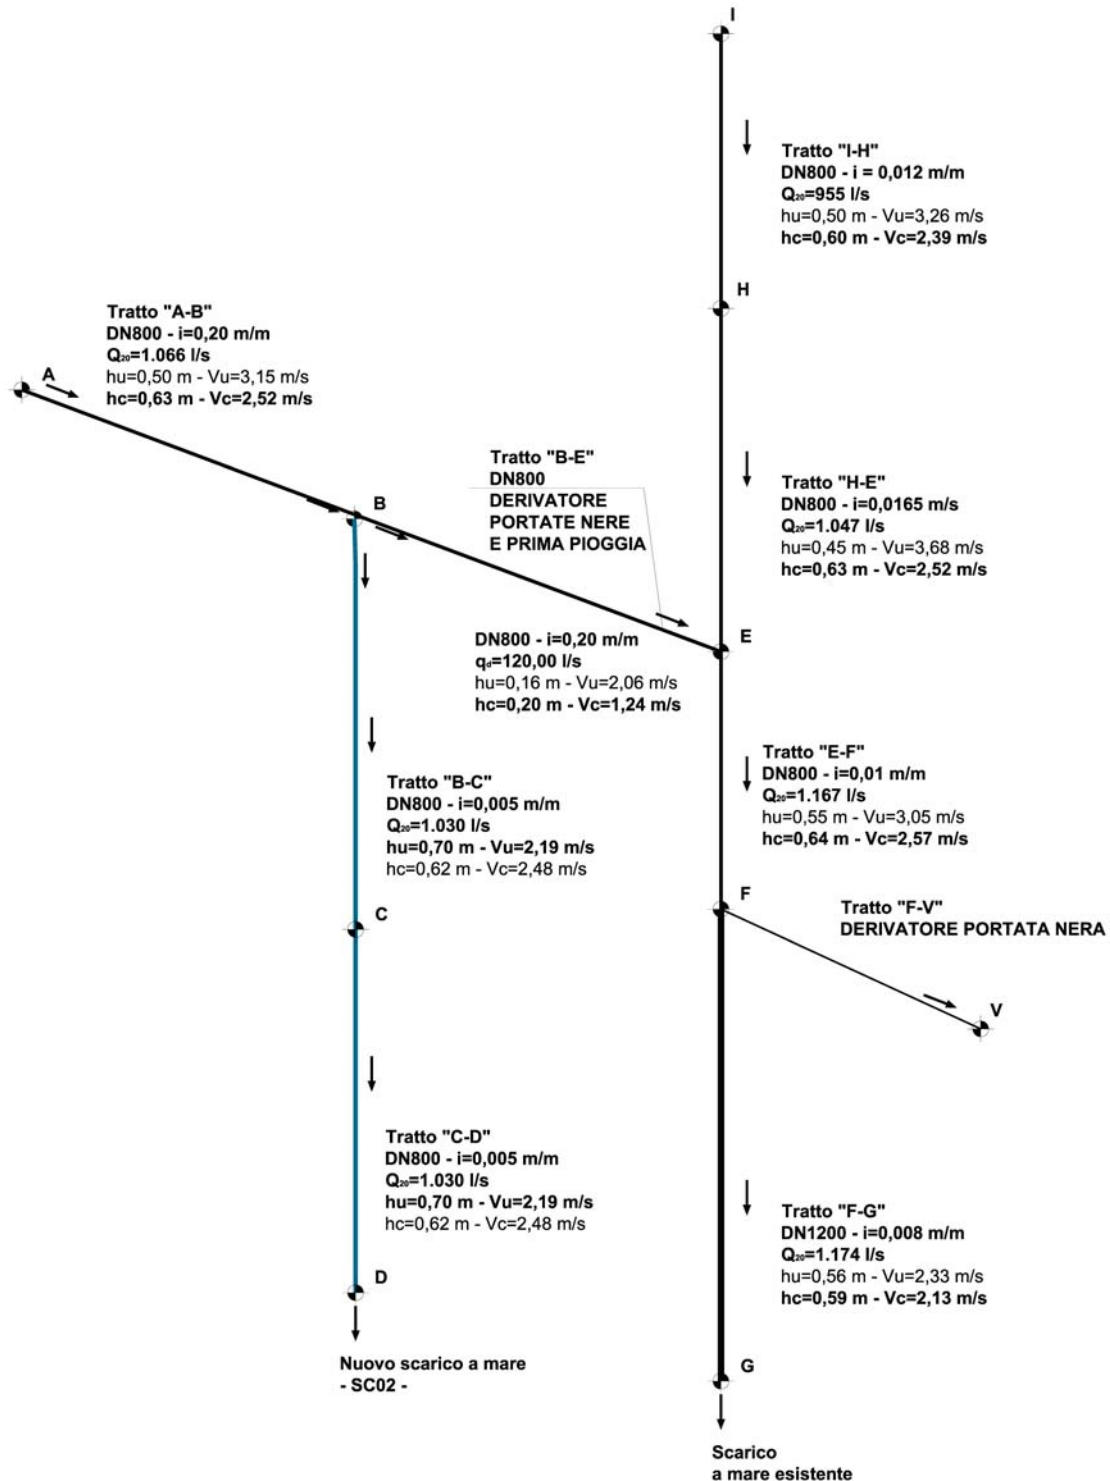 I
Tratto "I-H"
DN800 - i = 0,012 m/m
Q₂₀=955 l/s
hu=0,50 m - Vu=3,26 m/s
hc=0,60 m - Vc=2,39 m/s
H
Tratto "A-B"
DN800 - i=0,20 m/m
Q₂₀=1.066 l/s
hu=0,50 m - Vu=3,15 m/s
hc=0,63 m - Vc=2,52 m/s
A
Tratto "B-E"
DN800
DERIVATORE
PORTATE NERE
E PRIMA PIOGGIA
B
Tratto "H-E"
DN800 - i=0,0165 m/s
Q₂₀=1.047 l/s
hu=0,45 m - Vu=3,68 m/s
hc=0,63 m - Vc=2,52 m/s
E
DN800 - i=0,20 m/m
qd=120,00 l/s
hu=0,16 m - Vu=2,06 m/s
hc=0,20 m - Vc=1,24 m/s
Tratto "B-C"
DN800 - i=0,005 m/m
Q₂₀=1.030 l/s
hu=0,70 m - Vu=2,19 m/s
hc=0,62 m - Vc=2,48 m/s
Tratto "E-F"
DN800 - i=0,01 m/m
Q₂₀=1.167 l/s
hu=0,55 m - Vu=3,05 m/s
hc=0,64 m - Vc=2,57 m/s
F
C
Tratto "F-V"
DERIVATORE PORTATA NERA
V
Tratto "C-D"
DN800 - i=0,005 m/m
Q₂₀=1.030 l/s
hu=0,70 m - Vu=2,19 m/s
hc=0,62 m - Vc=2,48 m/s
D
Tratto "F-G"
DN1200 - i=0,008 m/m
Q₂₀=1.174 l/s
hu=0,56 m - Vu=2,33 m/s
hc=0,59 m - Vc=2,13 m/s
G
Nuovo scarico a mare
- SC02 -
Scarico
a mare esistente